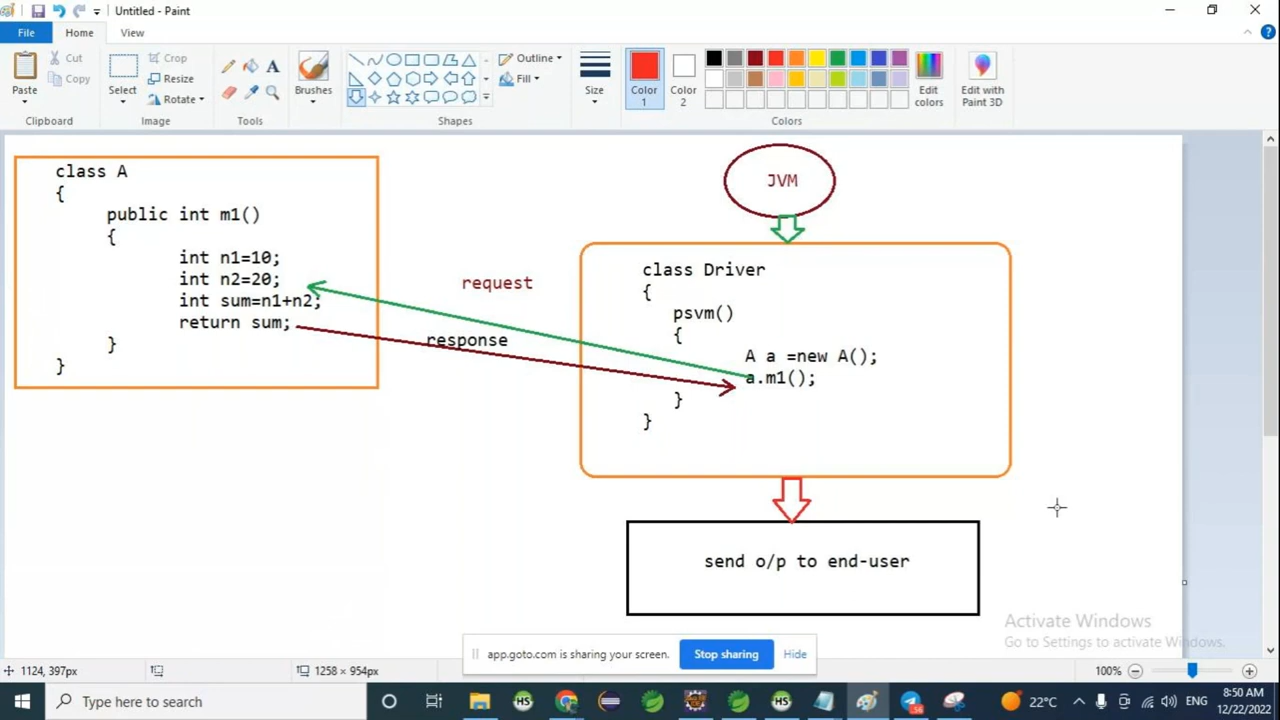 Untitled - Paint
File
Home
View
Paste
Cut
Copy
Clipboard
Select
Crop
Resize
Rotate
Image
Tools
Brushes
Shapes
Outline
Fill
Size
Color 1
Color 2
Edit colors
Edit with Paint 3D
Colors
class A
{
public int m1()
{
int n1=10;
int n2=20;
int sum=n1+n2;
return sum;
}
}
request
response
JVM
class Driver
{
psvm()
{
A a =new A();
a.m1();
}
}
send o/p to end-user
Activate Windows
Go to Settings to activate Windows.
app.goto.com is sharing your screen.
Stop sharing
Hide
1124, 397px
1258 × 954px
100%
Type here to search
HS
HS
22°C
ENG
8:50 AM
12/22/2022